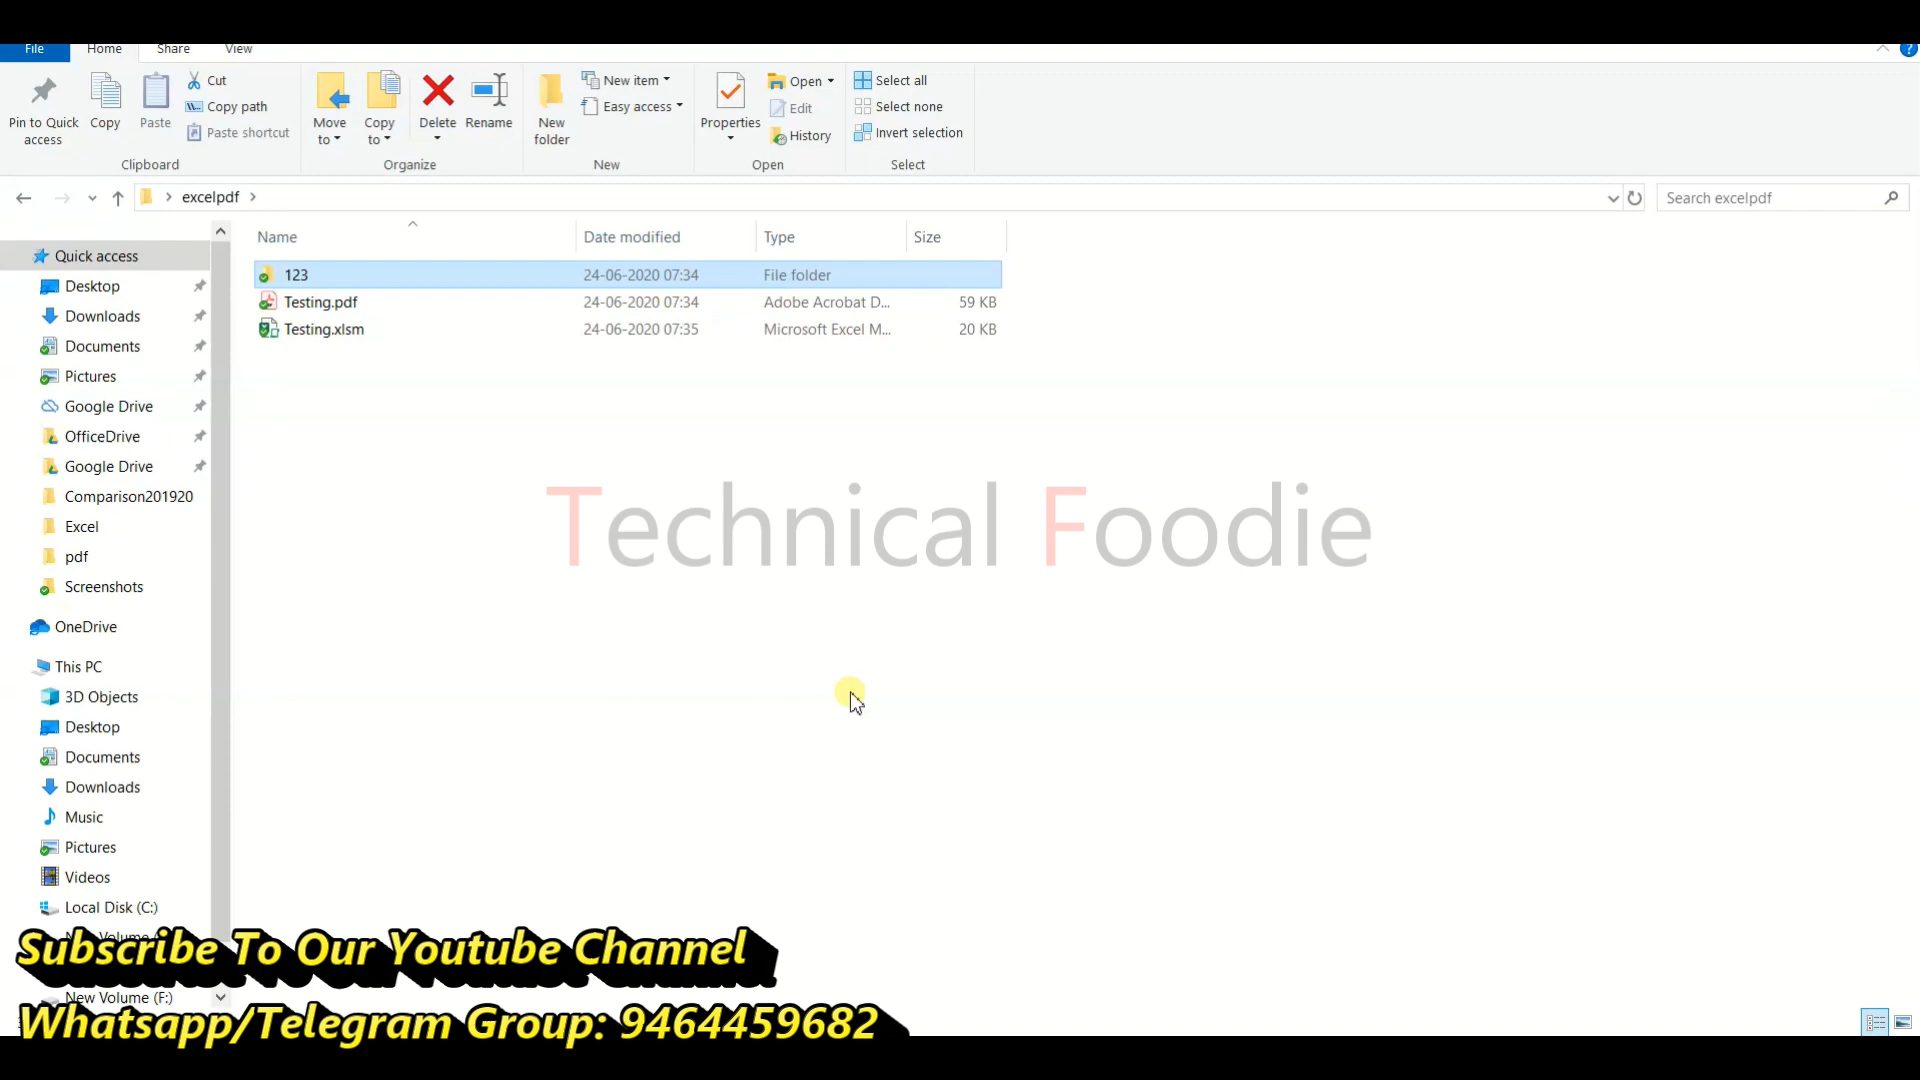 File Home Share View
Pin to Quick access
Copy
Paste
Cut
Copy path
Paste shortcut
Clipboard
Move to
Copy to
Delete
Rename
Organize
New folder
New item
Easy access
New
Properties
Open
Edit
History
Open
Select all
Select none
Invert selection
Select
excelpdf
Search excelpdf
Name Date modified Type Size
123 24-06-2020 07:34 File folder
Testing.pdf 24-06-2020 07:34 Adobe Acrobat D... 59 KB
Testing.xlsm 24-06-2020 07:35 Microsoft Excel M... 20 KB
Quick access
Desktop
Downloads
Documents
Pictures
Google Drive
OfficeDrive
Google Drive
Comparison201920
Excel
pdf
Screenshots
OneDrive
This PC
3D Objects
Desktop
Documents
Downloads
Music
Pictures
Videos
Local Disk (C:)
New Volume (F:)
Technical Foodie
Subscribe To Our Youtube Channel
Whatsapp/Telegram Group: 9464459682